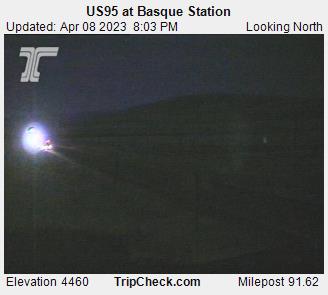 US95 at Basque Station
Updated: Apr 08 2023 8:03 PM Looking North
Elevation 4460 TripCheck.com Milepost 91.62